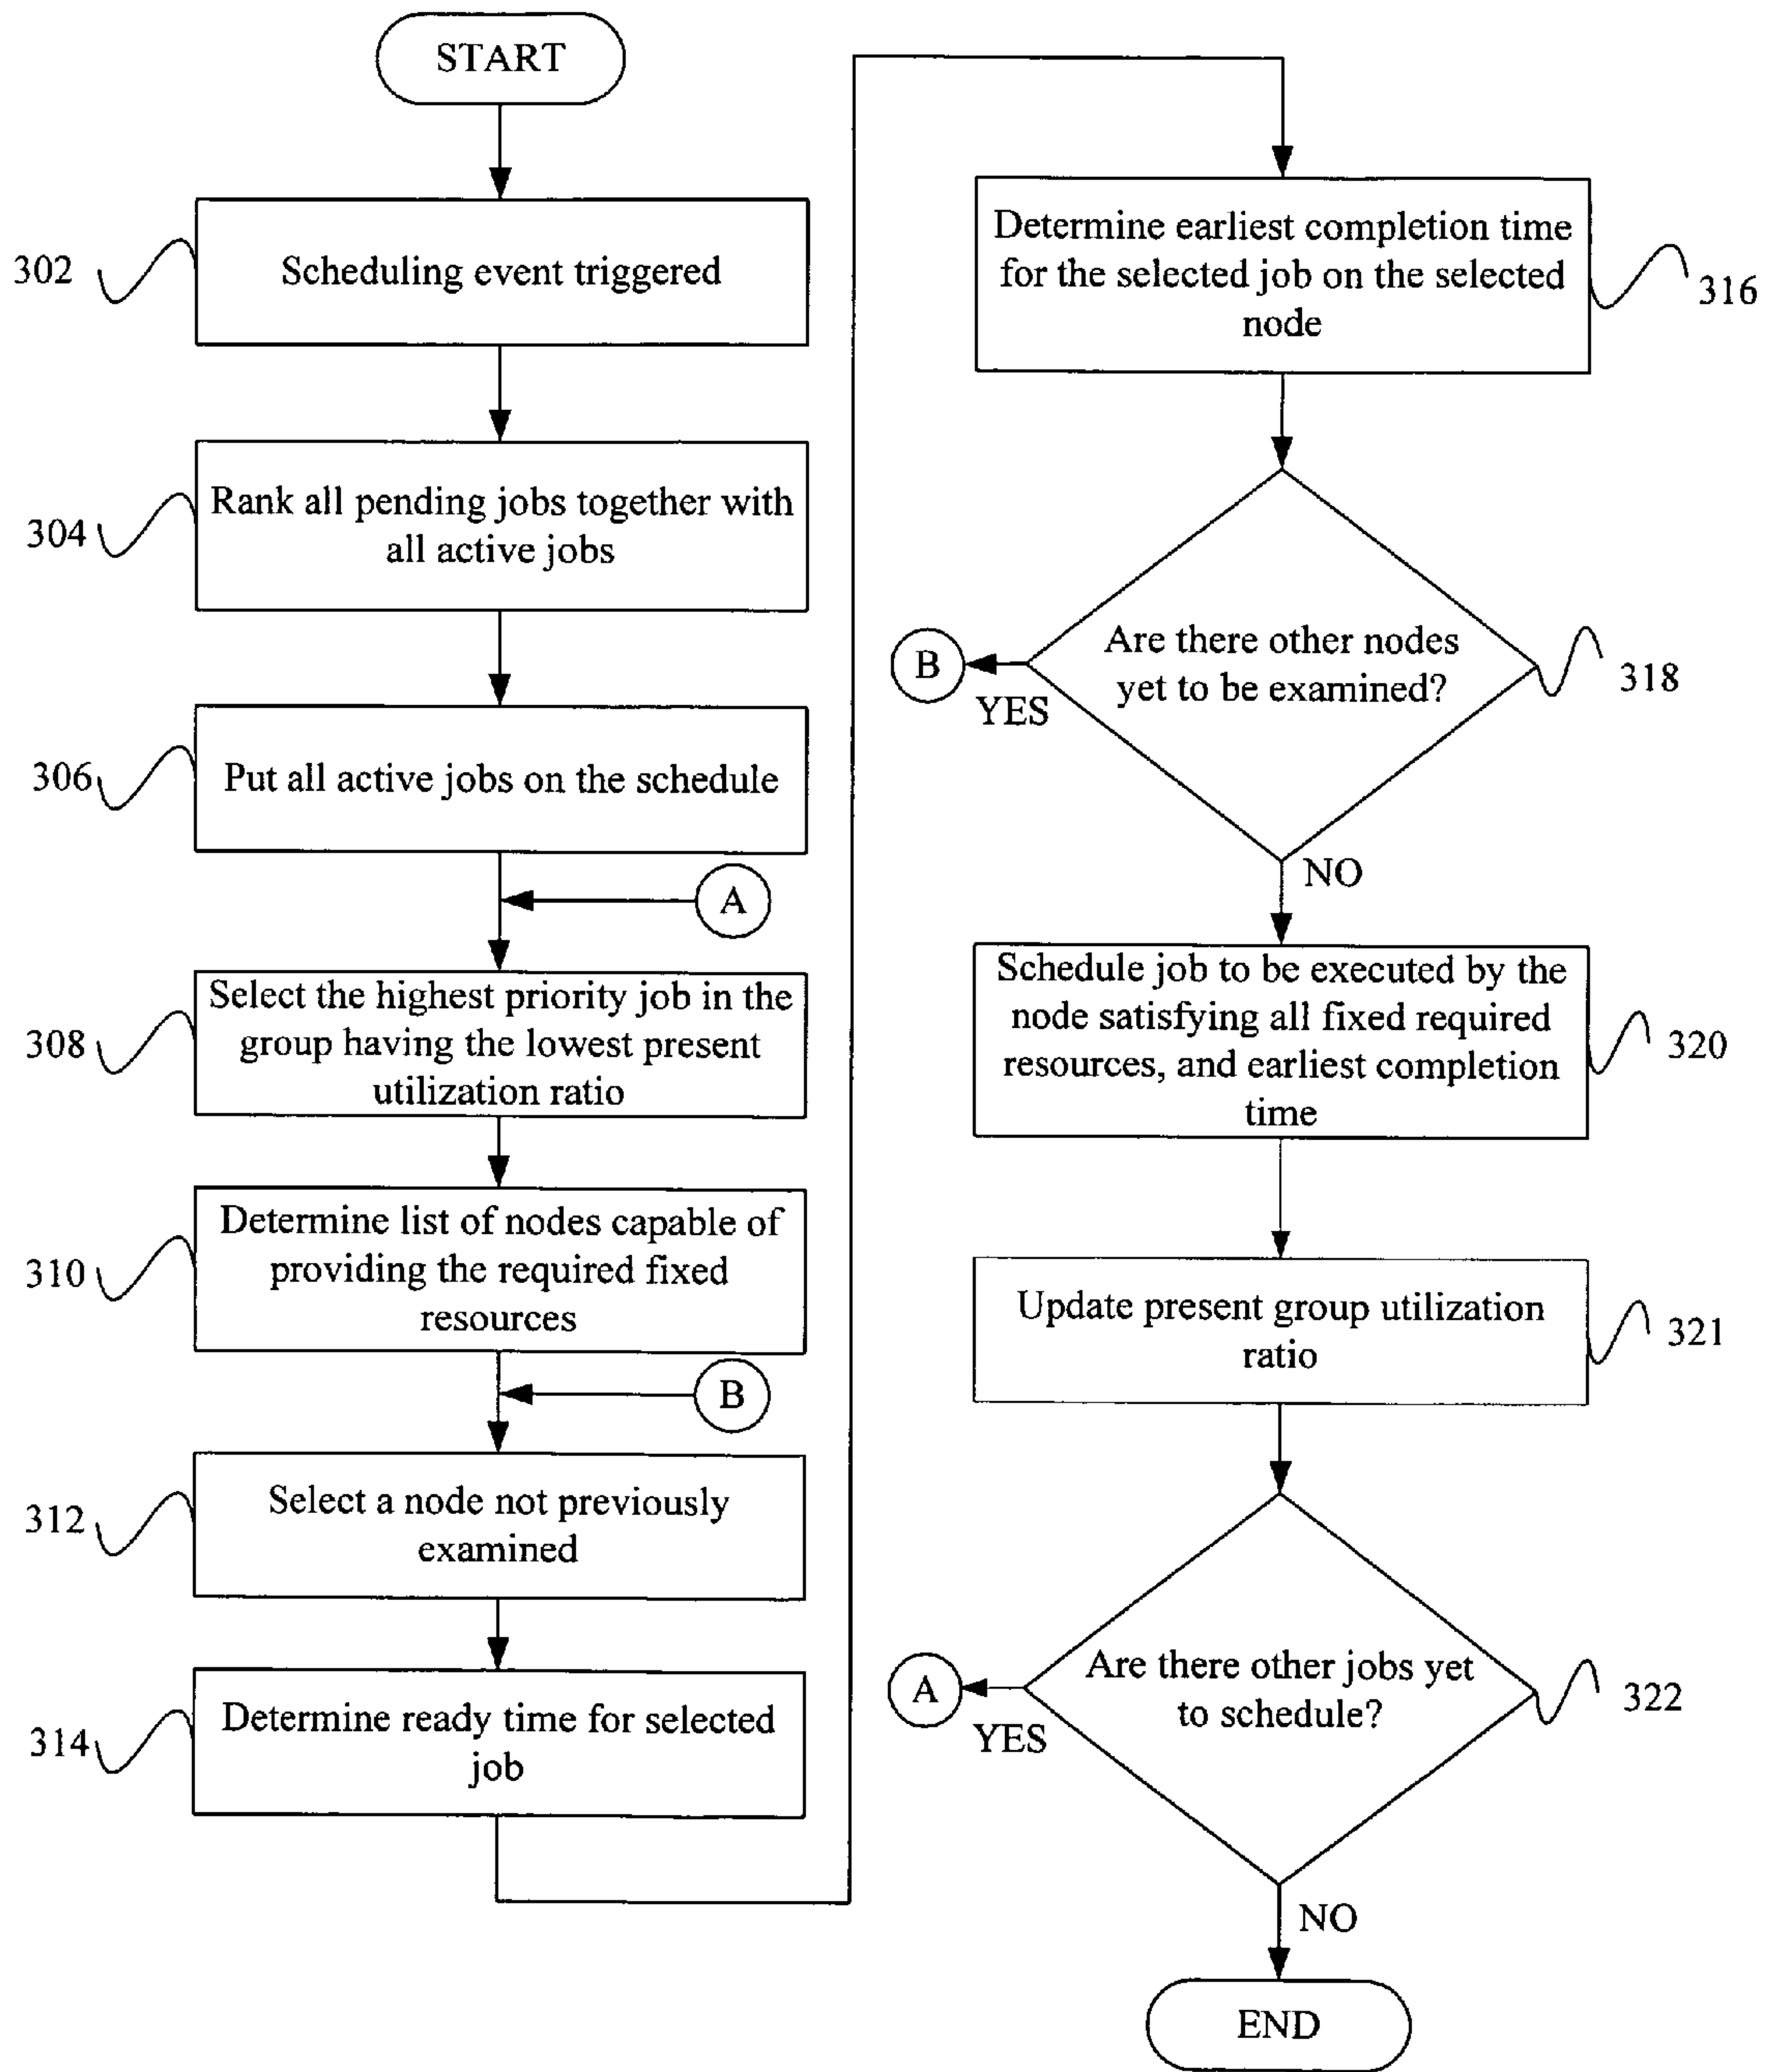 START
302
Scheduling event triggered
304
Rank all pending jobs together with
all active jobs
306
Put all active jobs on the schedule
A
308
Select the highest priority job in the
group having the lowest present
utilization ratio
310
Determine list of nodes capable of
providing the required fixed
resources
B
312
Select a node not previously
examined
314
Determine ready time for selected
job
Determine earliest completion time
for the selected job on the selected
node
316
Are there other nodes
yet to be examined?
318
B
YES
NO
Schedule job to be executed by the
node satisfying all fixed required
resources, and earliest completion
time
320
Update present group utilization
ratio
321
Are there other jobs yet
to schedule?
322
A
YES
NO
END